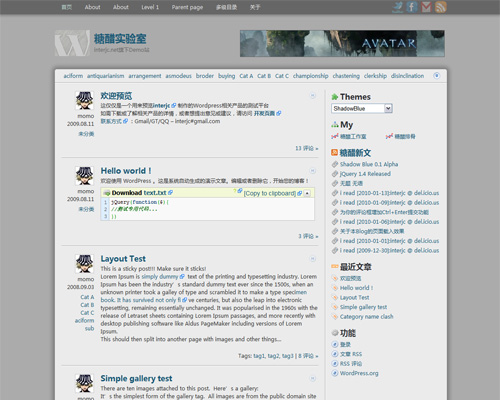 首页 About About Level 1 Parent page 多级目录 关于
糖醋实验室
interjc.net旗下Demo站
AVATAR
aciform antiquarianism arrangement asmodeus broder buying Cat A Cat B Cat C championship chastening clerkship disinclination
欢迎预览
这仅仅是一个用来预览interjc 制作的Wordpress相关产品的测试平台
如需下载或了解相关产品的详情，或者想提出意见或建议，请访问 开发页面
联系方式 ：Gmail/GT/QQ – interjc#gmail.com
momo
2009.08.11
未分类
11 评论 »
Hello world！
欢迎使用 WordPress。这是系统自动生成的演示文章。编辑或者删除它，开始您的博客！
momo
2009.08.11
未分类
Download text.txt
[Copy to clipboard]
1 jQuery(function($){
2 //测试专用代码...
3 })
3 评论 »
Layout Test
This is a sticky post!!! Make sure it sticks!
Lorem Ipsum is simply dummy text of the printing and typesetting industry. Lorem
Ipsum has been the industry’s standard dummy text ever since the 1500s, when an
unknown printer took a galley of type and scrambled it to make a type specimen
book. It has survived not only fi ve centuries, but also the leap into electronic
typesetting, remaining essentially unchanged. It was popularised in the 1960s with the
release of Letraset sheets containing Lorem Ipsum passages, and more recently with
desktop publishing software like Aldus PageMaker including versions of Lorem
Ipsum.
This should then split into another page with images and other things...
momo
2008.09.03
Cat A
Cat B
Cat C
aciform
sub
Tags: tag1, tag2, tag3 | 8 评论 »
Simple gallery test
There are ten images attached to this post. Here’s a gallery:
It’s the simplest form of the gallery tag. All images are from the public domain site
momo
Themes
ShadowBlue
My
糖醋工作室 糖醋传导
糖醋新文
Shadow Blue 0.1 Alpha
jQuery 1.4 Released
无题 无语
I read [2010-01-13]interjc @ del.icio.us
I read [2010-01-09]interjc @ del.icio.us
为你的评论框增加Ctrl+Enter提交功能
I read [2010-01-06]interjc @ del.icio.us
关于本Blog的页面载入效果
I read [2010-01-01]interjc @ del.icio.us
I read [2009-12-30]interjc @ del.icio.us
最近文章
欢迎预览
Hello world！
Layout Test
Simple gallery test
Category name clash
功能
登录
文章 RSS
RSS 评论
WordPress.org